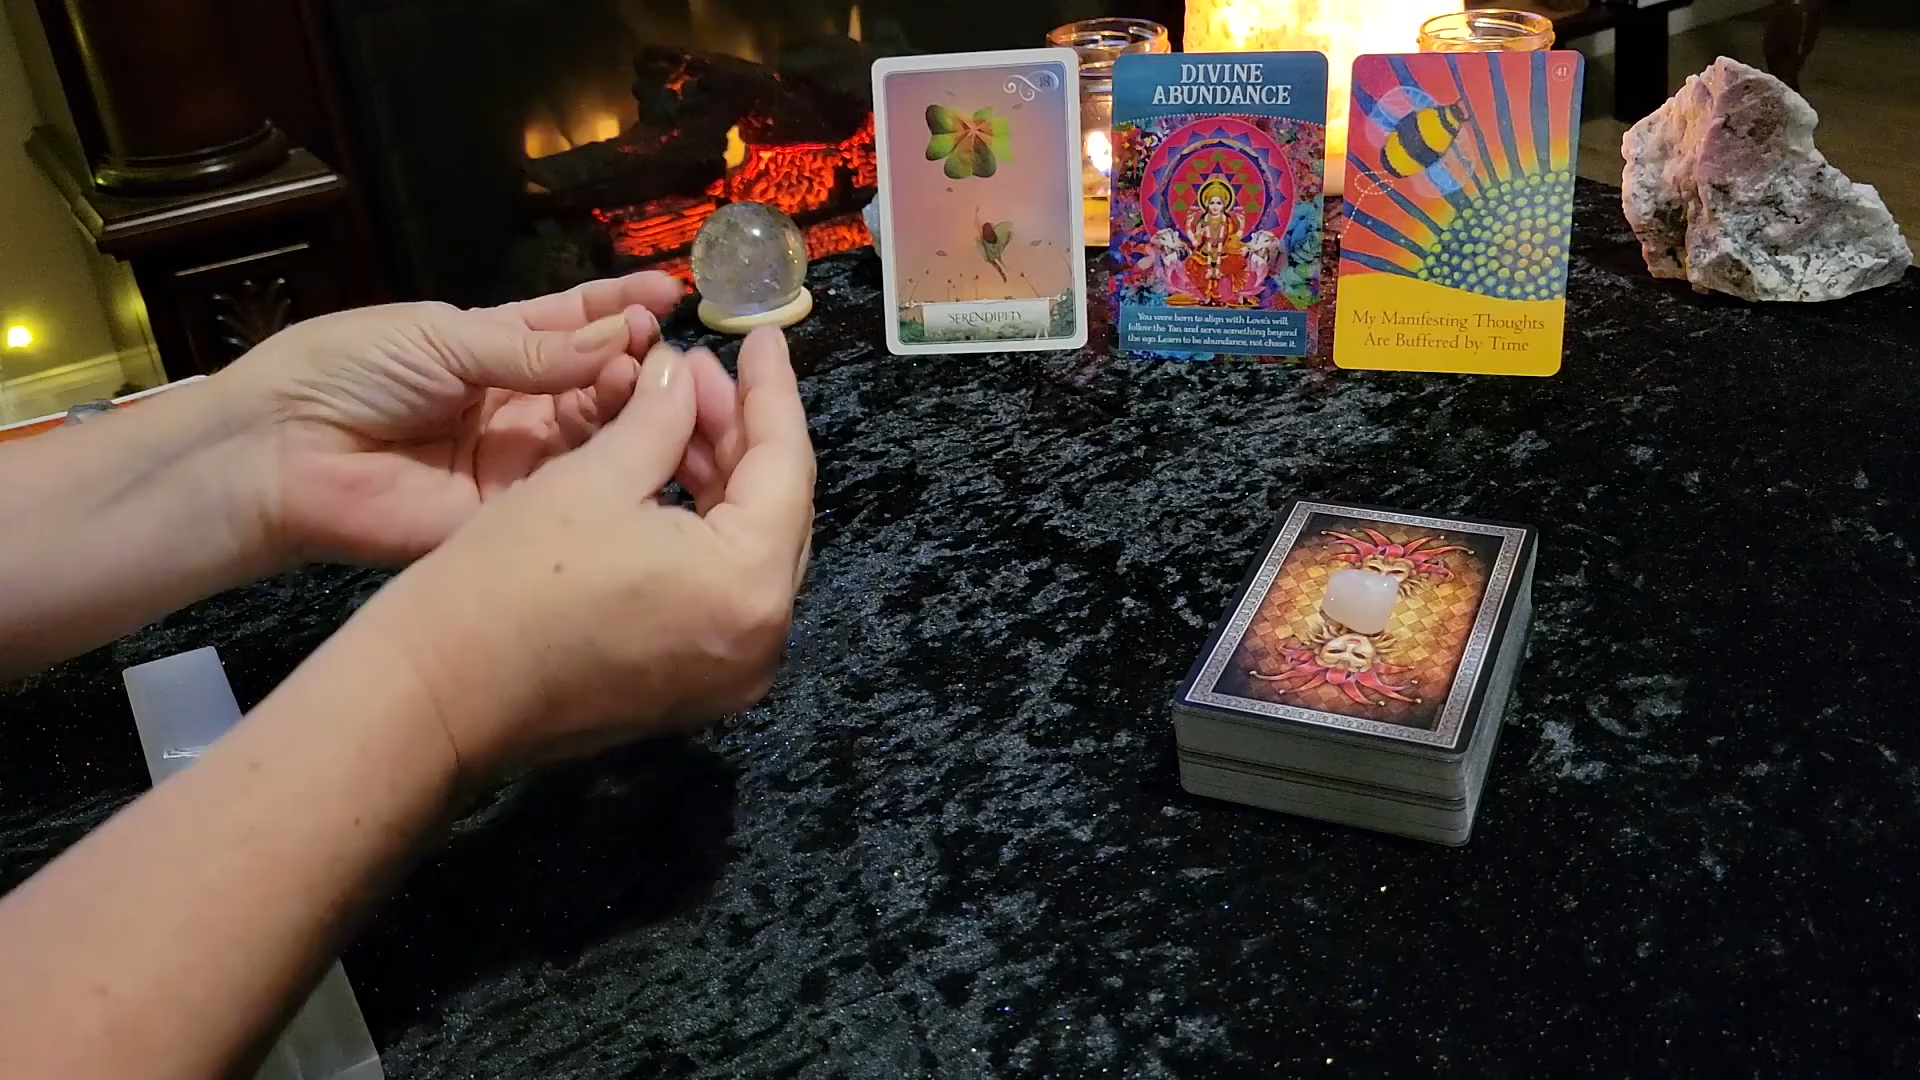 18
SERENDIPITY
DIVINE
ABUNDANCE
You were born to align with Love's will,
follow the Tao, and serve something beyond
the ego. Learn to be abundance, not chase it.
41
My Manifesting Thoughts
Are Buffered by Time